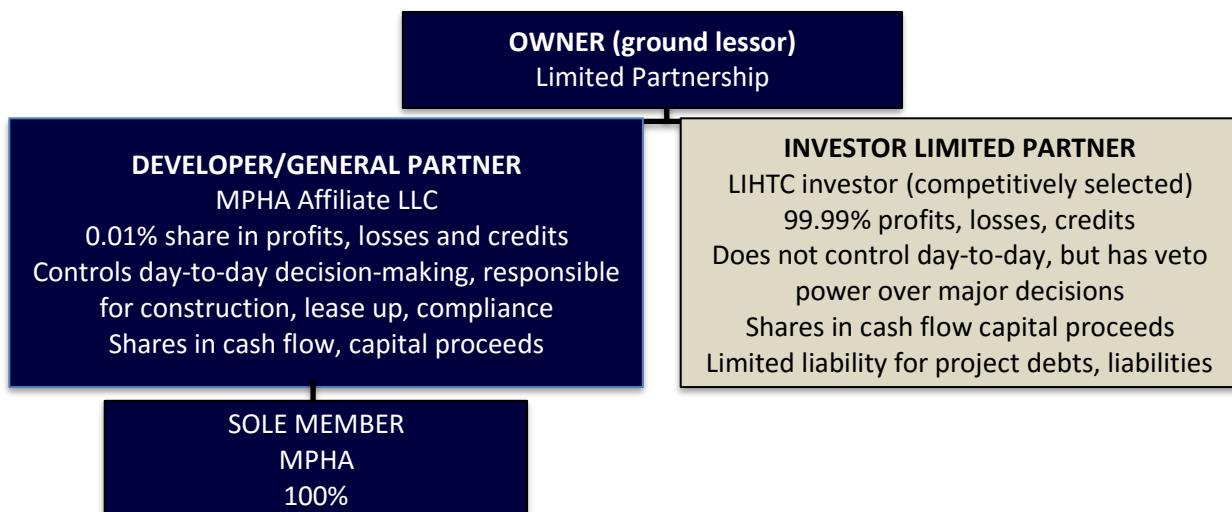 OWNER (ground lessor)
Limited Partnership
DEVELOPER/GENERAL PARTNER
MPHA Affiliate LLC
0.01% share in profits, losses and credits
Controls day-to-day decision-making, responsible
for construction, lease up, compliance
Shares in cash flow, capital proceeds
INVESTOR LIMITED PARTNER
LIHTC investor (competitively selected)
99.99% profits, losses, credits
Does not control day-to-day, but has veto
power over major decisions
Shares in cash flow capital proceeds
Limited liability for project debts, liabilities
SOLE MEMBER
MPHA
100%